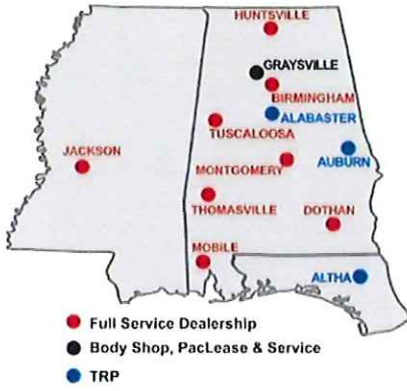 HUNTSVILLE
GRAYSVILLE
BIRMINGHAM
ALABASTER
TUSCALOOSA
JACKSON
AUBURN
MONTGOMERY
THOMASVILLE
DOTHAN
MOBILE
ALTHA
Full Service Dealership
Body Shop, PacLease & Service
TRP